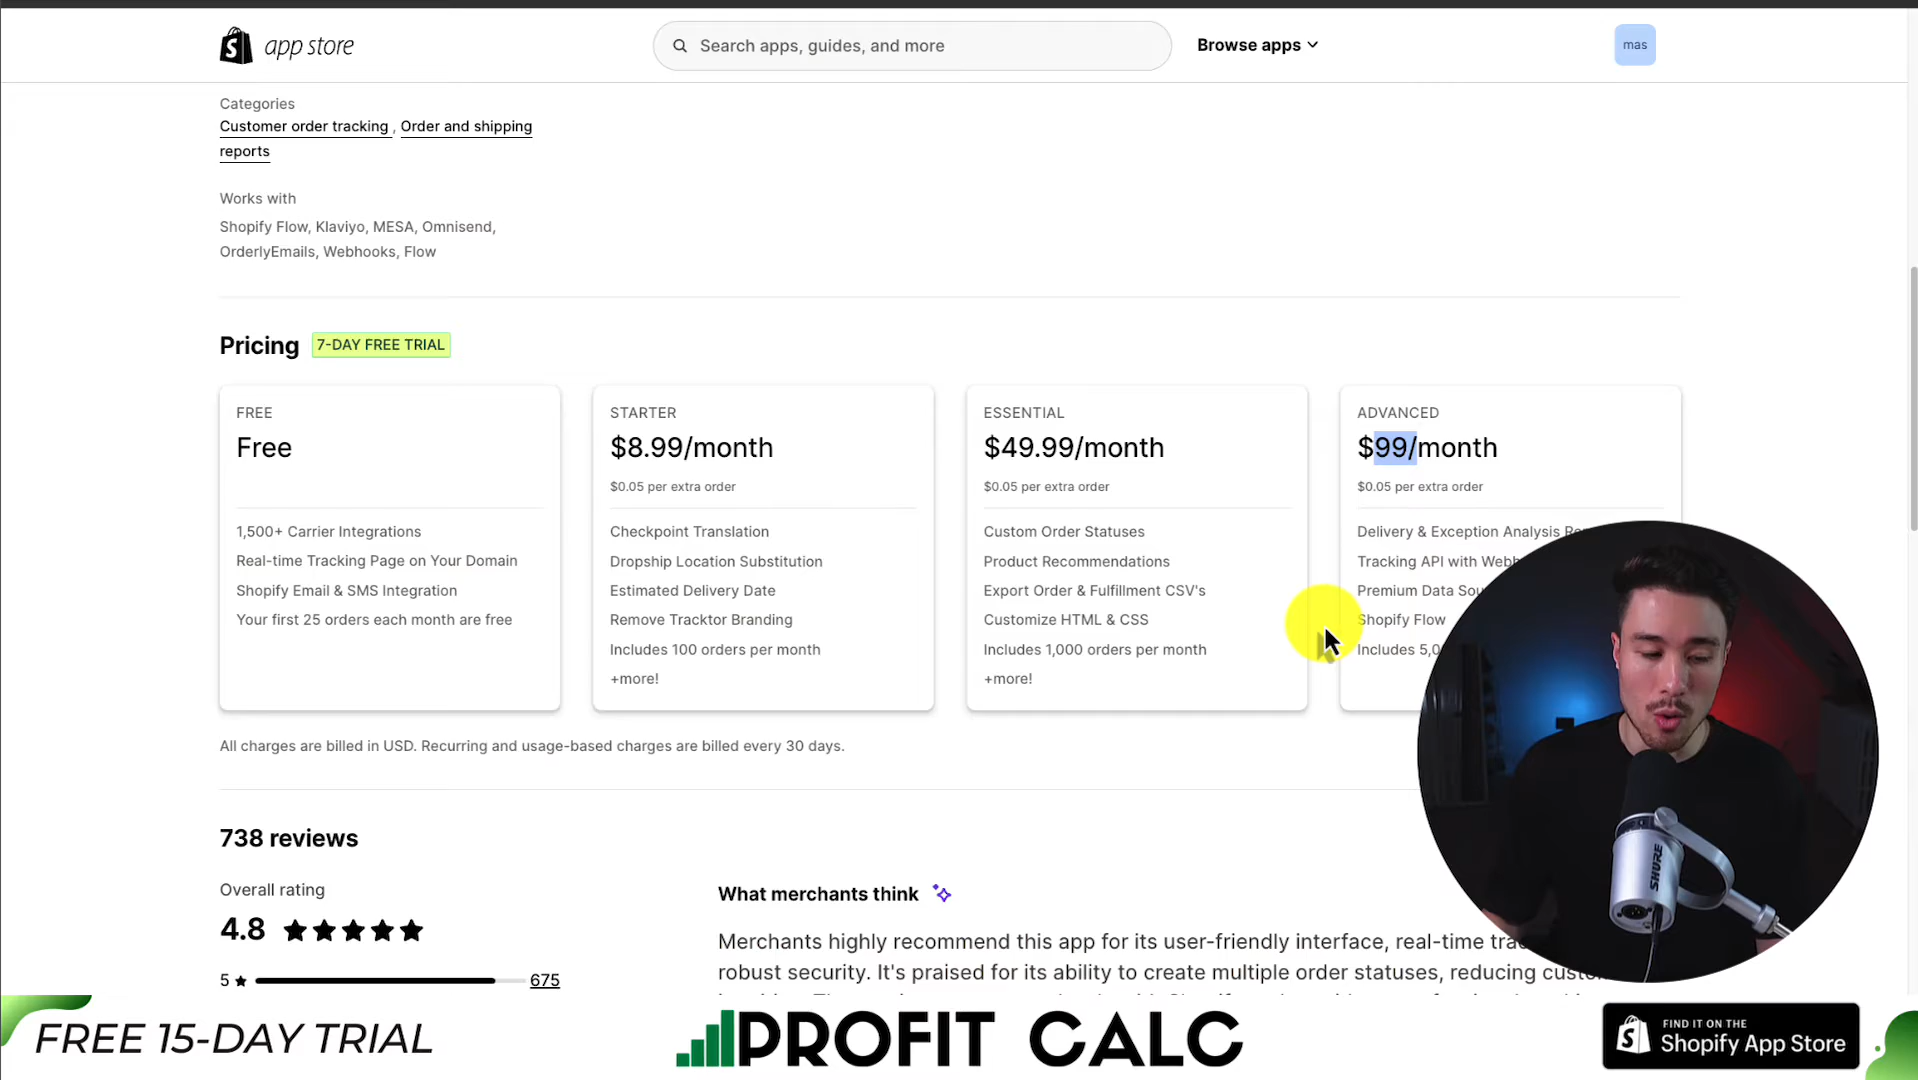 app store
Search apps, guides, and more
Browse apps
mas
Categories
Customer order tracking , Order and shipping
reports
Works with
Shopify Flow, Klaviyo, MESA, Omnisend,
OrderlyEmails, Webhooks, Flow
Pricing 7-DAY FREE TRIAL
FREE
Free
1,500+ Carrier Integrations
Real-time Tracking Page on Your Domain
Shopify Email & SMS Integration
Your first 25 orders each month are free
STARTER
$8.99/month
$0.05 per extra order
Checkpoint Translation
Dropship Location Substitution
Estimated Delivery Date
Remove Tracktor Branding
Includes 100 orders per month
+more!
ESSENTIAL
$49.99/month
$0.05 per extra order
Custom Order Statuses
Product Recommendations
Export Order & Fulfillment CSV's
Customize HTML & CSS
Includes 1,000 orders per month
+more!
ADVANCED
$99/month
$0.05 per extra order
Delivery & Exception Analysis
Tracking API with
Premium Data
Shopify Flow
Includes
All charges are billed in USD. Recurring and usage-based charges are billed every 30 days.
738 reviews
Overall rating
4.8
5 675
What merchants think
Merchants highly recommend this app for its user-friendly interface, real-time
robust security. It's praised for its ability to create multiple order statuses, reducing
SHURE
FREE 15-DAY TRIAL
PROFIT CALC
FIND IT ON THE
Shopify App Store